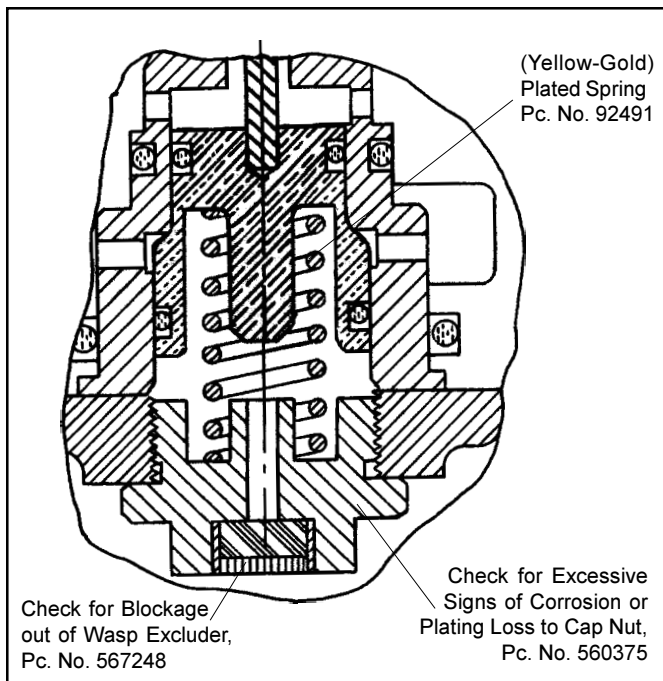 (Yellow-Gold)
Plated Spring
Pc. No. 92491
Check for Blockage
out of Wasp Excluder,
Pc. No. 567248
Check for Excessive
Signs of Corrosion or
Plating Loss to Cap Nut,
Pc. No. 560375